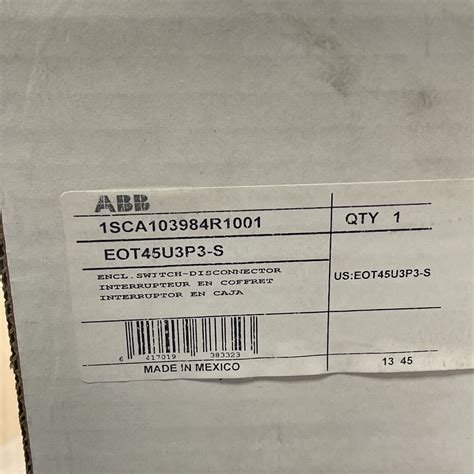 ABB
1SCA103984R1001
QTY 1
EOT45U3P3-S
ENCL.SWITCH-DISCONNECTOR
INTERRUPTEUR EN COFFRET
INTERRUPTOR EN CAJA
US:EOT45U3P3-S
6 417019 383323
MADE IN MEXICO
13 45